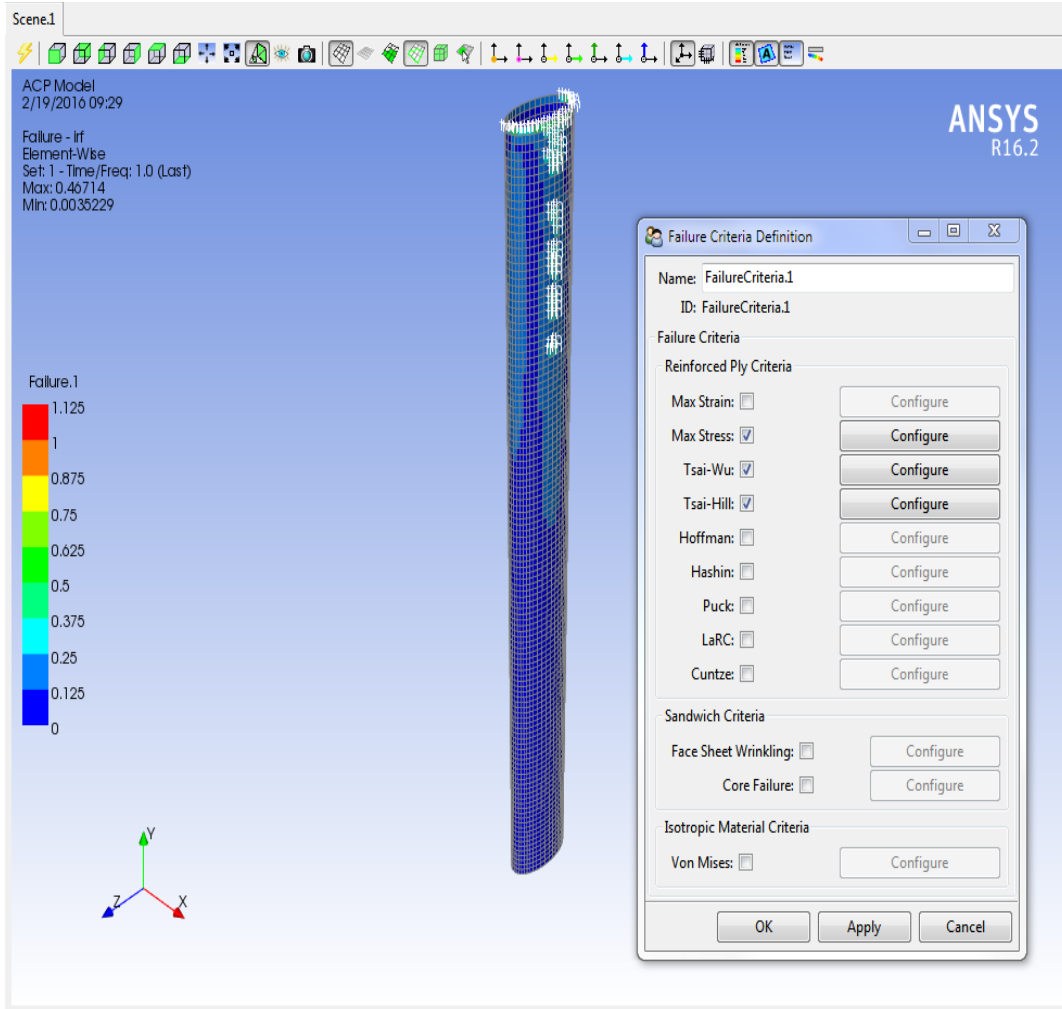 Scene.1
ACP Model
2/19/2016 09:29
Failure - irf
Element-Wise
Set: 1 - Time/Freq: 1.0 (Last)
Max: 0.46714
Min: 0.0035229
ANSYS
R16.2
Failure.1
1.125
1
0.875
0.75
0.625
0.5
0.375
0.25
0.125
0
Y
Z
X
Failure Criteria Definition
Name: FailureCriteria.1
ID: FailureCriteria.1
Failure Criteria
Reinforced Ply Criteria
Max Strain: Configure
Max Stress: Configure
Tsai-Wu: Configure
Tsai-Hill: Configure
Hoffman: Configure
Hashin: Configure
Puck: Configure
LaRC: Configure
Cuntze: Configure
Sandwich Criteria
Face Sheet Wrinkling: Configure
Core Failure: Configure
Isotropic Material Criteria
Von Mises: Configure
OK Apply Cancel